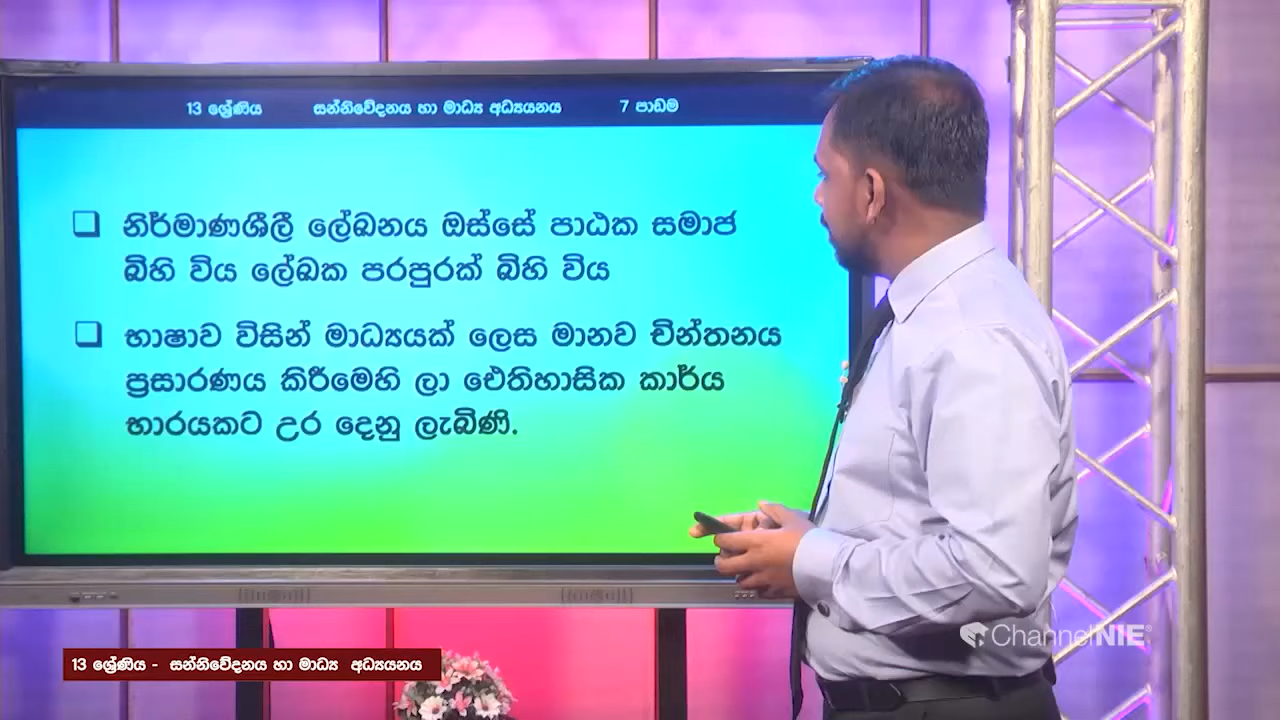 13 ශ්‍රේණිය සන්නිවේදනය හා මාධ්‍ය අධ්‍යයනය 7 පාඩම
නිර්මාණශීලී ලේඛනය ඔස්සේ පාඨක සමාජ
බිහි විය ලේඛක පරපුරක් බිහි විය
භාෂාව විසින් මාධ්‍යයක් ලෙස මානව චින්තනය
ප්‍රසාරණය කිරීමෙහි ලා ඓතිහාසික කාර්ය
භාරයකට උර දෙනු ලැබිණි.
ChannelNIE
13 ශ්‍රේණිය - සන්නිවේදනය හා මාධ්‍ය අධ්‍යයනය